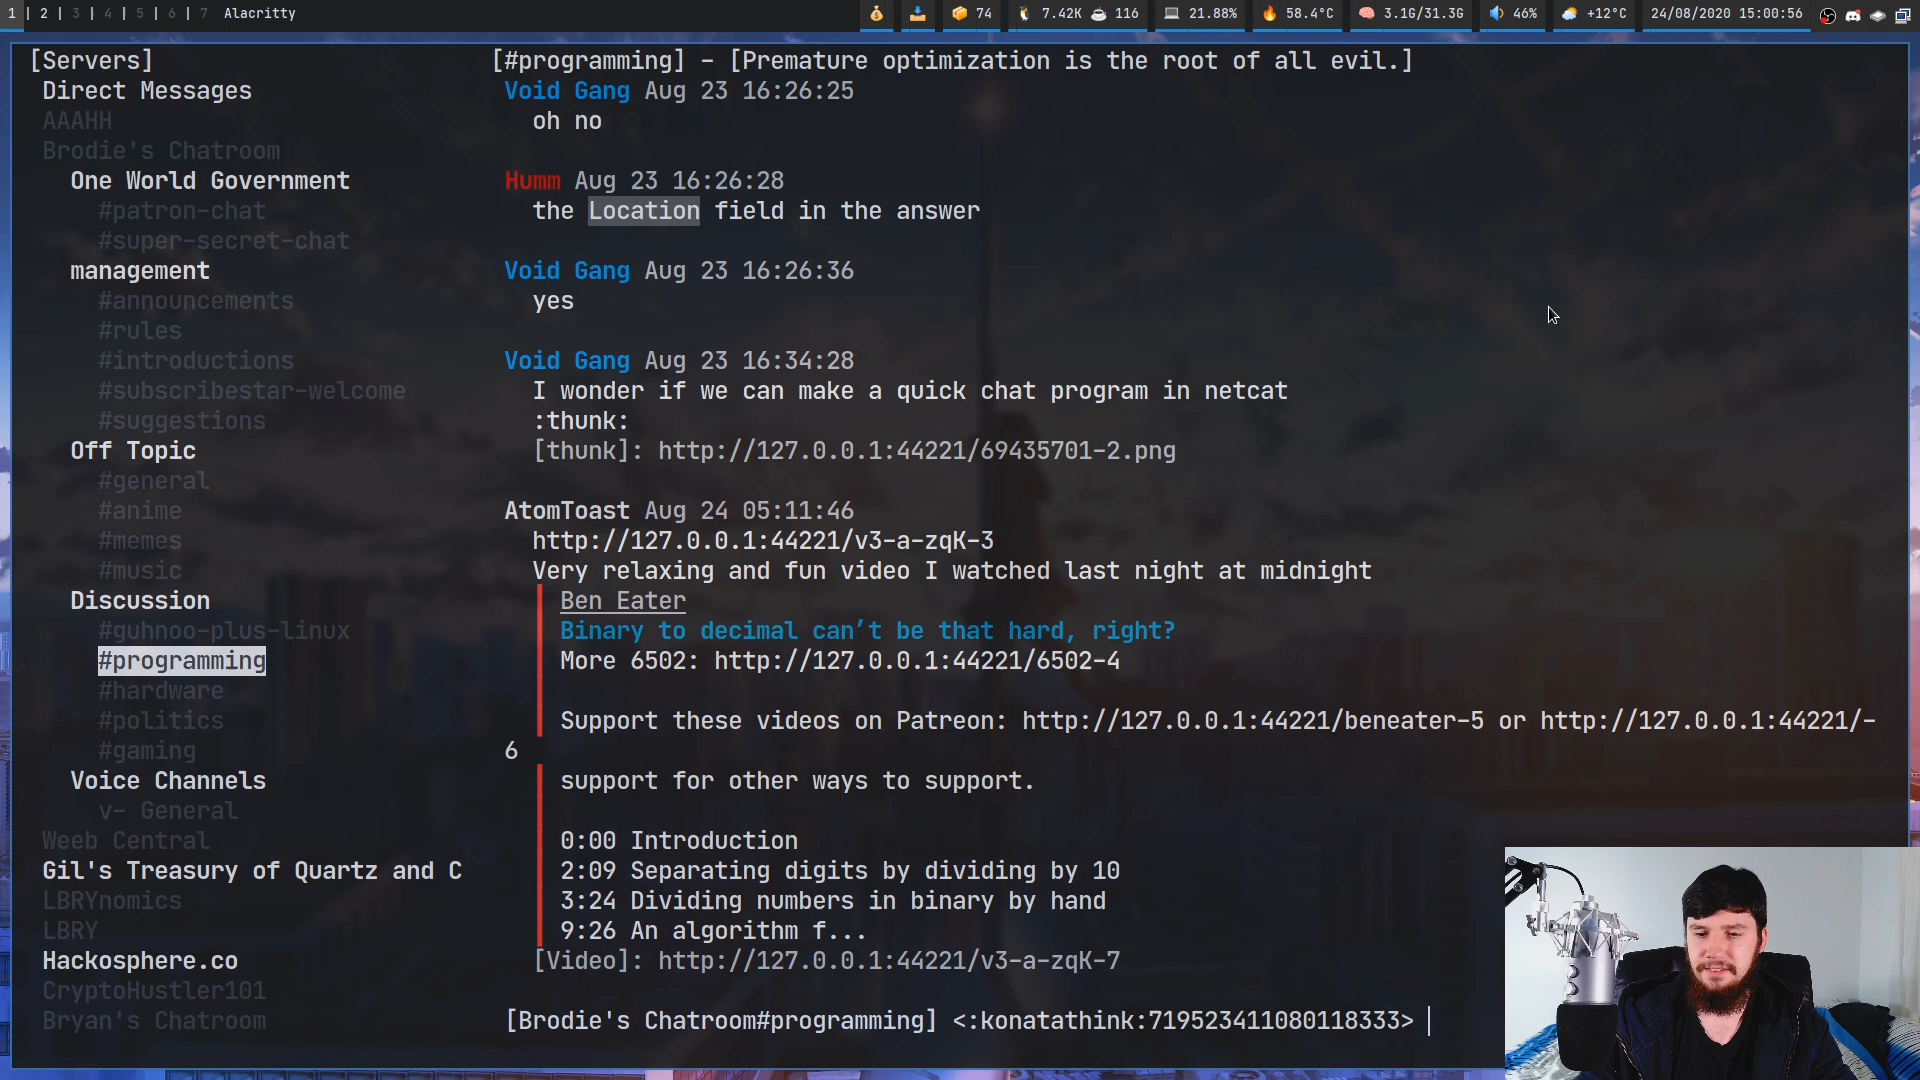 1 | 2 | 3 | 4 | 5 | 6 | 7 Alacritty
74 7.42K 116 21.88% 58.4°C 3.1G/31.3G 46% +12°C 24/08/2020 15:00:56
[Servers]
Direct Messages
AAAHH
Brodie's Chatroom
One World Government
#patron-chat
#super-secret-chat
management
#announcements
#rules
#introductions
#subscribestar-welcome
#suggestions
Off Topic
#general
#anime
#memes
#music
Discussion
#guhnoo-plus-linux
#programming
#hardware
#politics
#gaming
Voice Channels
v- General
Weeb Central
Gil's Treasury of Quartz and C
LBRYnomics
LBRY
Hackosphere.co
CryptoHustler101
Bryan's Chatroom
[#programming] - [Premature optimization is the root of all evil.]
Void Gang Aug 23 16:26:25
oh no
Humm Aug 23 16:26:28
the Location field in the answer
Void Gang Aug 23 16:26:36
yes
Void Gang Aug 23 16:34:28
I wonder if we can make a quick chat program in netcat
:thunk:
[thunk]: http://127.0.0.1:44221/69435701-2.png
AtomToast Aug 24 05:11:46
http://127.0.0.1:44221/v3-a-zqK-3
Very relaxing and fun video I watched last night at midnight
Ben Eater
Binary to decimal can’t be that hard, right?
More 6502: http://127.0.0.1:44221/6502-4
Support these videos on Patreon: http://127.0.0.1:44221/beneater-5 or http://127.0.0.1:44221/-
6
support for other ways to support.
0:00 Introduction
2:09 Separating digits by dividing by 10
3:24 Dividing numbers in binary by hand
9:26 An algorithm f...
[Video]: http://127.0.0.1:44221/v3-a-zqK-7
[Brodie's Chatroom#programming] <:konatathink:719523411080118333>